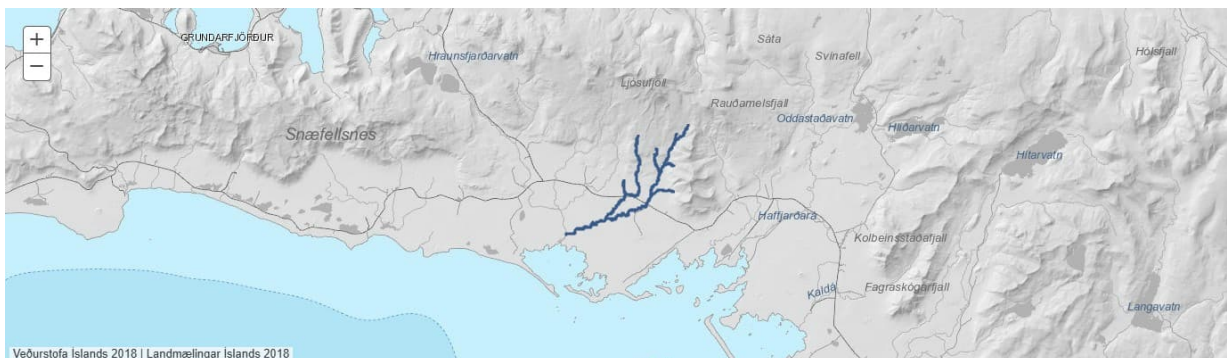 +
−
GRUNDARFJÖRÐUR
Hraunsfjarðarvatn
Ljósufjöll
Sáta
Svínafell
Hólsfjall
Rauðamelsfjall
Oddastaðavatn
Hlíðarvatn
Snæfellsnes
Hítarvatn
Haffjarðará
Kolbeinsstaðafjall
Kaldá
Fagraskógarfjall
Langavatn
Veðurstofa Íslands 2018 | Landmælingar Íslands 2018